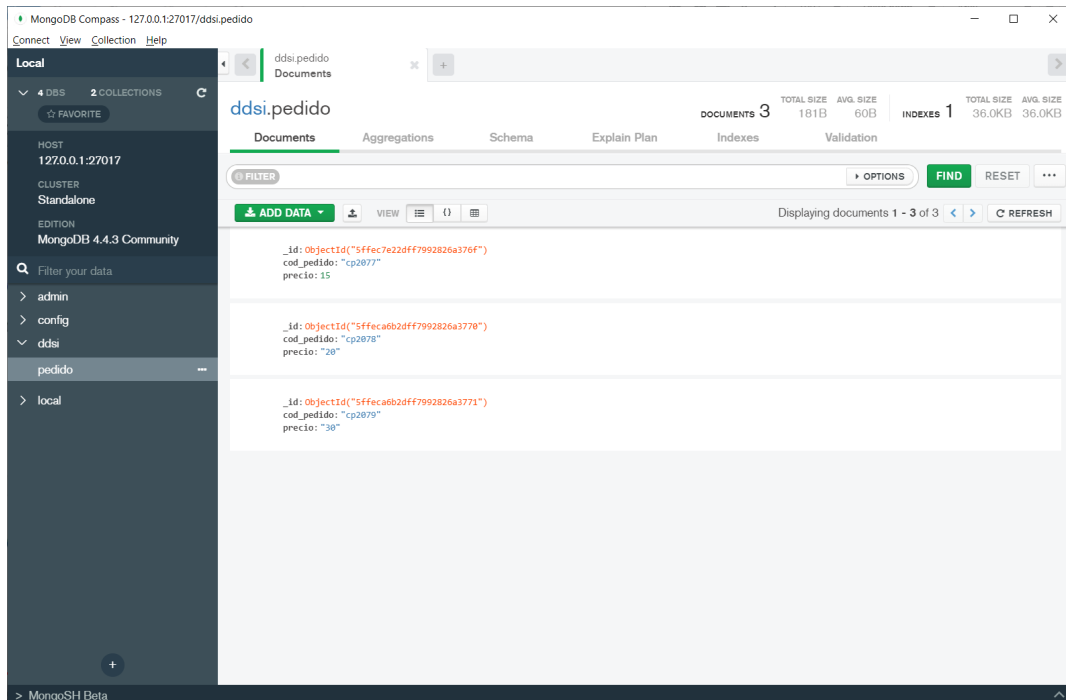 MongoDB Compass - 127.0.0.1:27017/ddsi.pedido
Connect View Collection Help
Local
4 DBS 2 COLLECTIONS
FAVORITE
HOST
127.0.0.1:27017
CLUSTER
Standalone
EDITION
MongoDB 4.4.3 Community
Filter your data
admin
config
ddsi
pedido
local
+
ddsi.pedido
Documents
+
ddsi.pedido
DOCUMENTS 3
TOTAL SIZE 181B
AVG. SIZE 60B
INDEXES 1
TOTAL SIZE 36.0KB
AVG. SIZE 36.0KB
Documents Aggregations Schema Explain Plan Indexes Validation
FILTER
OPTIONS
FIND
RESET
ADD DATA
VIEW
{}
Displaying documents 1 - 3 of 3
REFRESH
_id: ObjectId("5ffec7e22dff7992826a376f")
cod_pedido: "cp2077"
precio: 15
_id: ObjectId("5ffeca6b2dff7992826a3770")
cod_pedido: "cp2078"
precio: "20"
_id: ObjectId("5ffeca6b2dff7992826a3771")
cod_pedido: "cp2079"
precio: "30"
> MongoSH Beta